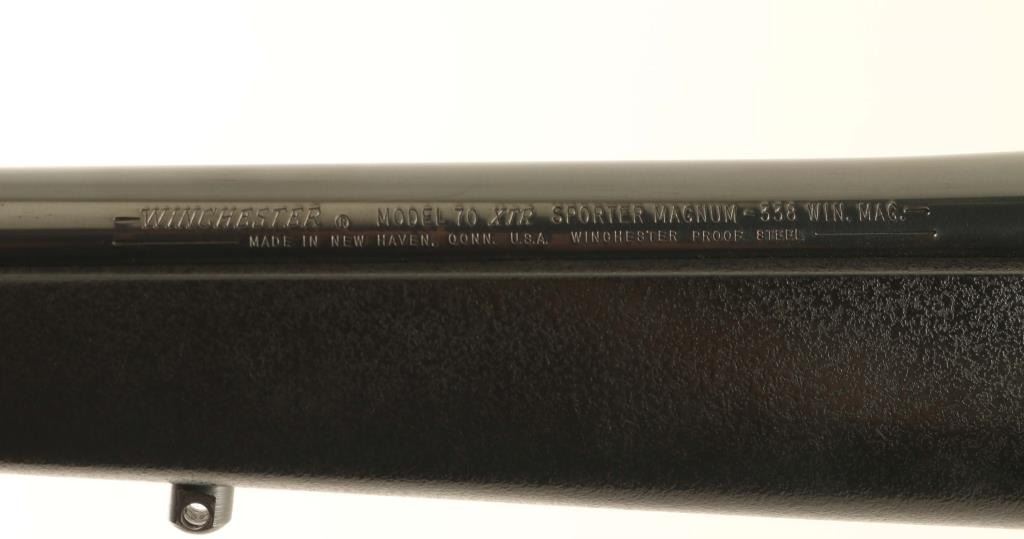 WINCHESTER ® MODEL 70 XTR SPORTER MAGNUM - 338 WIN. MAG.
MADE IN NEW HAVEN, CONN. U.S.A. WINCHESTER PROOF STEEL